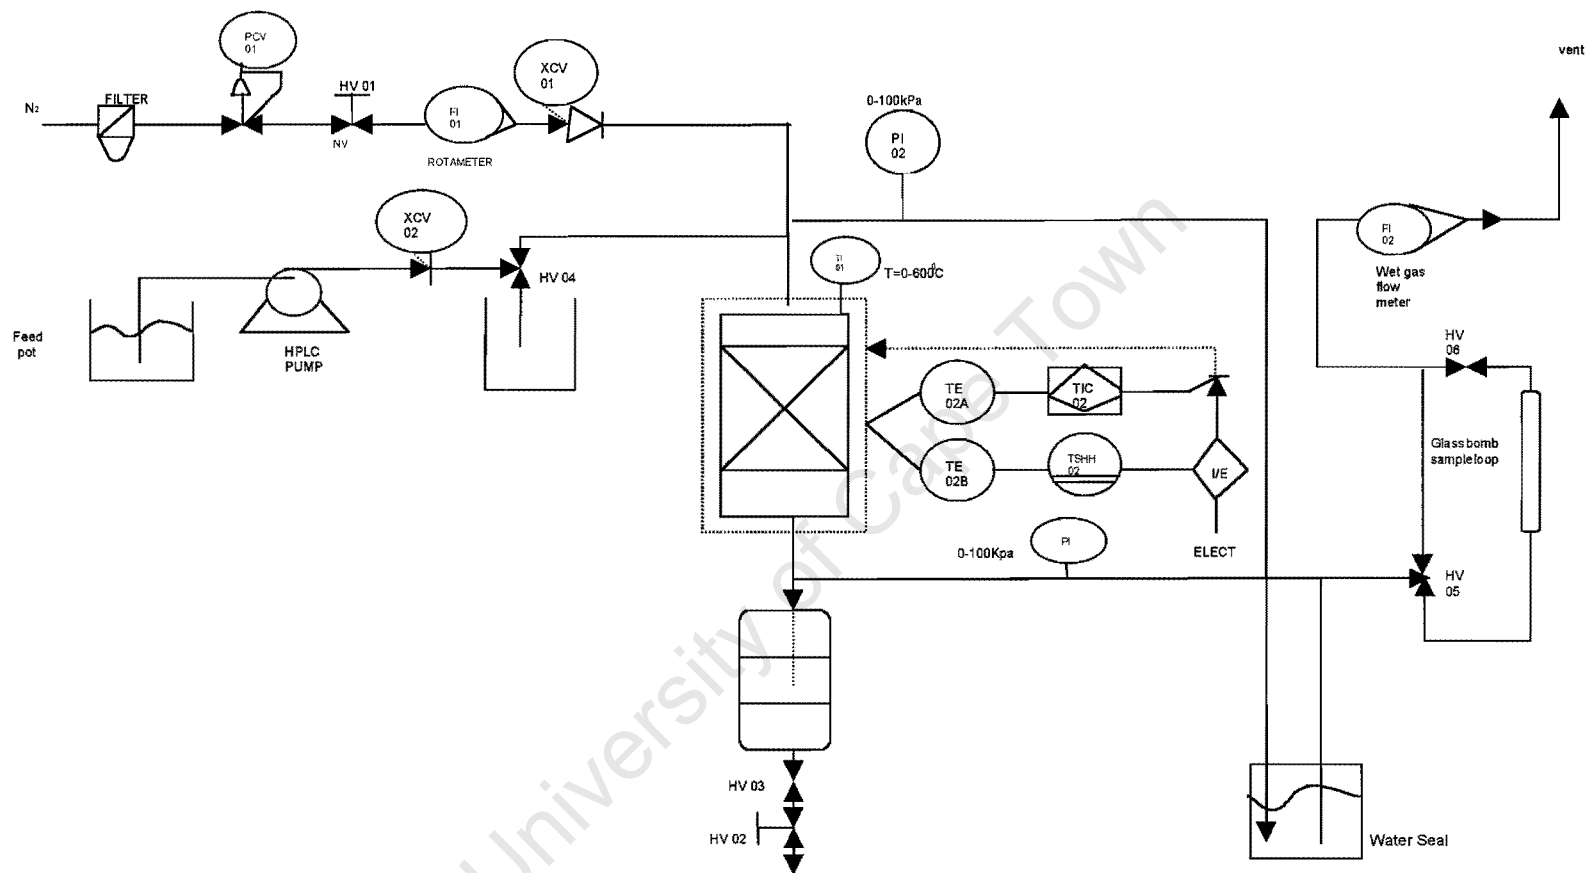 PCV
01
vent
XCV
01
HV 01
N2
FILTER
0-100kPa
FI
01
PI
02
NV
ROTAMETER
XCV
02
FI
02
TI
01
T=0-600⁰C
HV 04
Wet gas
flow
meter
Feed
pot
HPLC
PUMP
HV
06
TE
02A
TIC
02
Glass bomb
sample loop
TE
02B
TSHH
02
I/E
0-100Kpa
PI
ELECT
HV
05
HV 03
HV 02
Water Seal
University of Cape Town